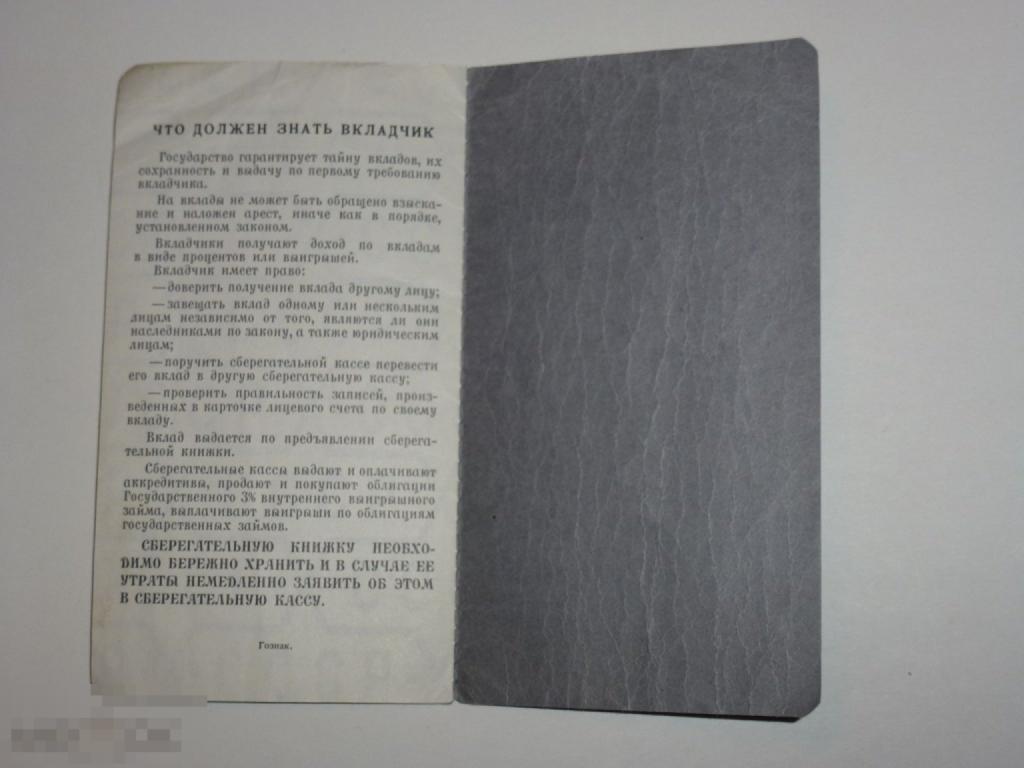 ЧТО ДОЛЖЕН ЗНАТЬ ВКЛАДЧИК
Государство гарантирует тайну вкладов, их
сохранность и выдачу по первому требованию
вкладчика.
На вклады не может быть обращено взыска-
ние и наложен арест, иначе как в порядке,
установленном законом.
Вкладчики получают доход по вкладам
в виде процентов или выигрышей.
Вкладчик имеет право:
—доверить получение вклада другому лицу;
—завещать вклад одному или нескольким
лицам независимо от того, являются ли они
наследниками по закону, а также юридическим
лицам;
—поручить сберегательной кассе перевести
его вклад в другую сберегательную кассу;
—проверить правильность записей, произ-
веденных в карточке лицевого счета по своему
вкладу.
Вклад выдается по предъявлении сберега-
тельной книжки.
Сберегательные кассы выдают и оплачивают
аккредитивы, продают и покупают облигации
Государственного 3% внутреннего выигрышного
займа, выплачивают выигрыши по облигациям
государственных займов.
СБЕРЕГАТЕЛЬНУЮ КНИЖКУ НЕОБХО-
ДИМО БЕРЕЖНО ХРАНИТЬ И В СЛУЧАЕ ЕЕ
УТРАТЫ НЕМЕДЛЕННО ЗАЯВИТЬ ОБ ЭТОМ
В СБЕРЕГАТЕЛЬНУЮ КАССУ.
Гознак.